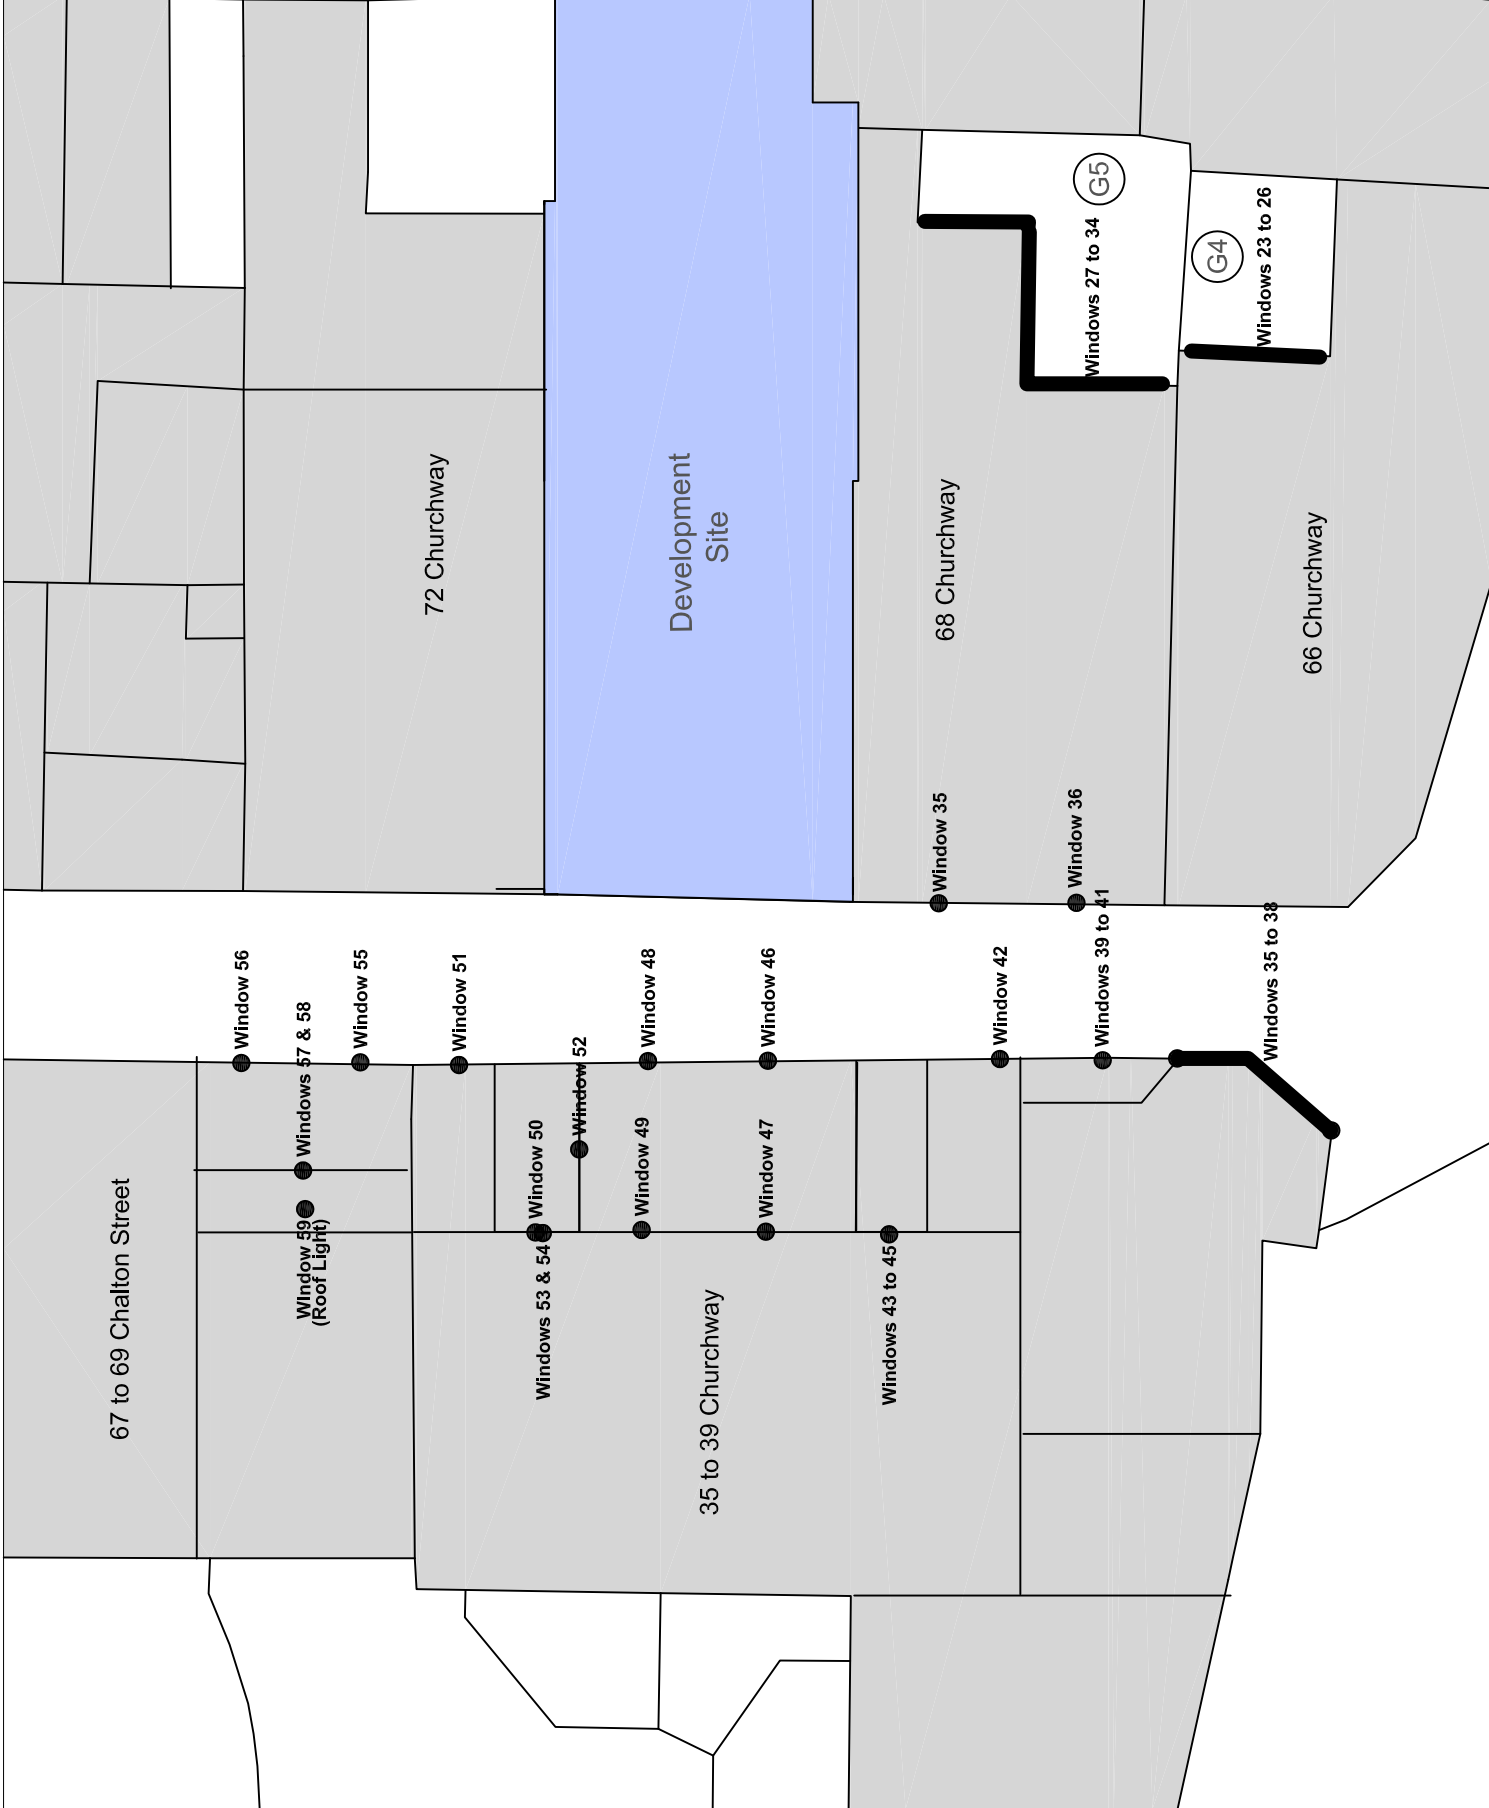 G5
Windows 27 to 34
G4
Windows 23 to 26
72 Churchway
Development
Site
68 Churchway
66 Churchway
Window 35
Window 36
Windows 39 to 41
WIndows 35 to 38
Window 56
Windows 57 & 58
Window 55
Window 51
Window 52
Window 48
Window 46
Window 42
Window 50
Window 49
Window 47
67 to 69 Chalton Street
WIndow 59
(Roof Light)
Windows 53 & 54
35 to 39 Churchway
Windows 43 to 45